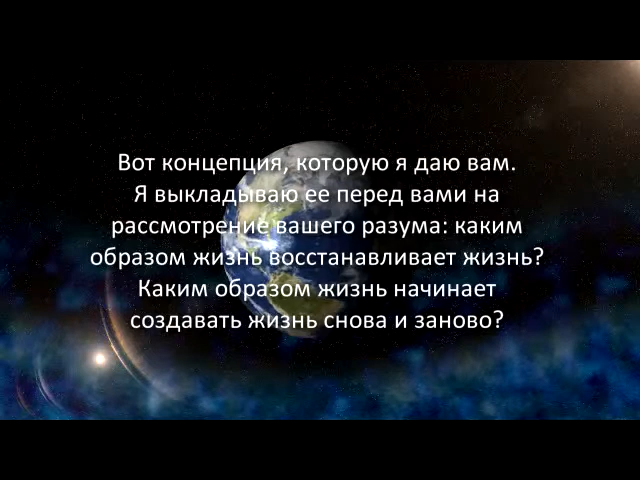 Вот концепция, которую я даю вам.
Я выкладываю ее перед вами на
рассмотрение вашего разума: каким
образом жизнь восстанавливает жизнь?
Каким образом жизнь начинает
создавать жизнь снова и заново?